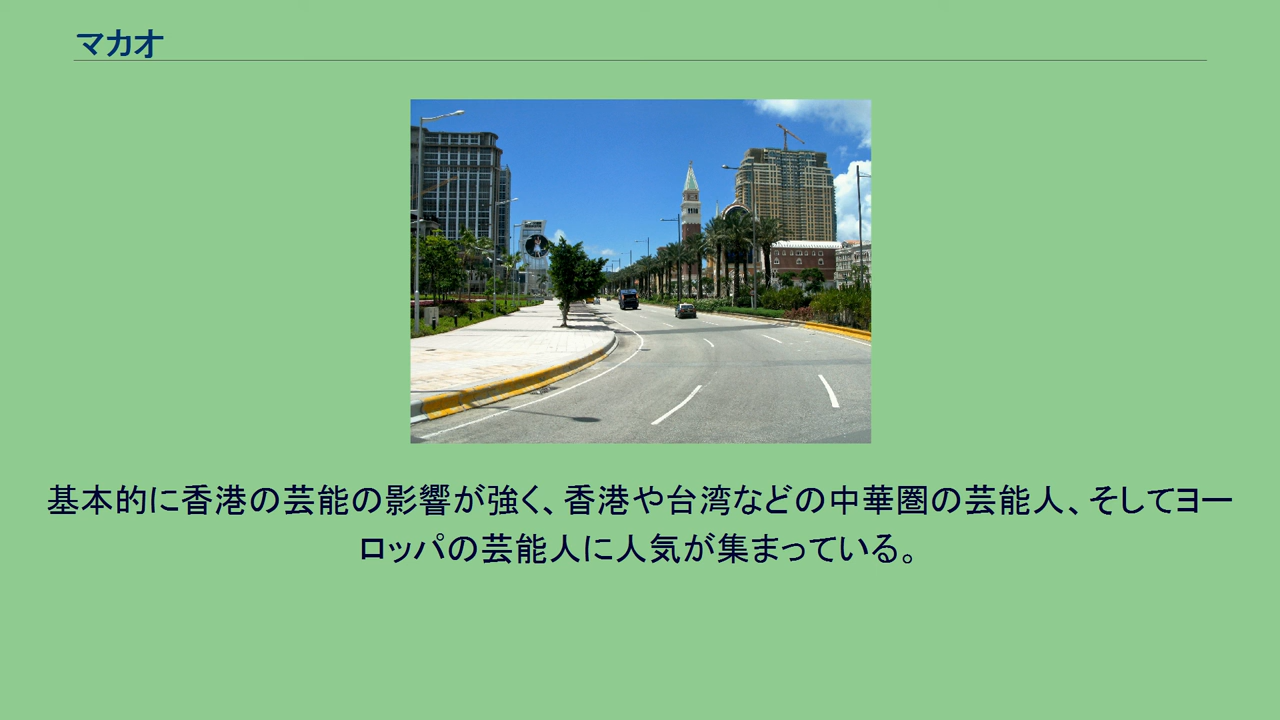 マカオ
基本的に香港の芸能の影響が強く、香港や台湾などの中華圏の芸能人、そしてヨー
ロッパの芸能人に人気が集まっている。